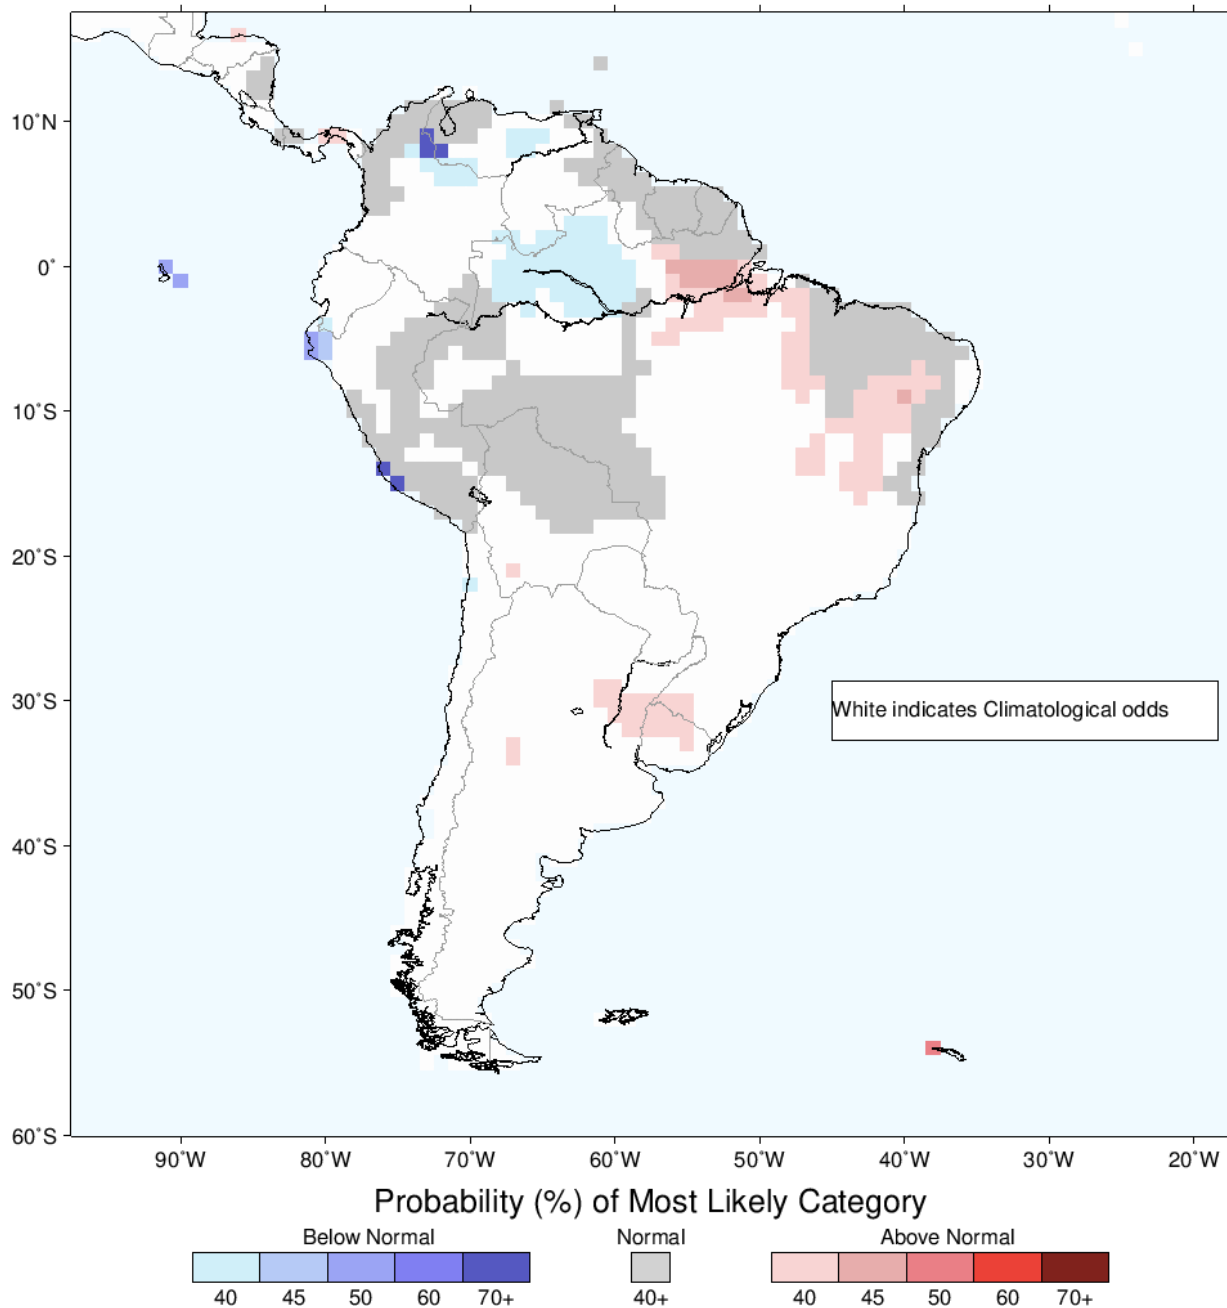 10˚N
0˚
10˚S
20˚S
30˚S
40˚S
50˚S
60˚S
White indicates Climatological odds
90˚W 80˚W 70˚W 60˚W 50˚W 40˚W 30˚W 20˚W
Probability (%) of Most Likely Category
Below Normal Normal Above Normal
40 45 50 60 70+ 40+ 40 45 50 60 70+